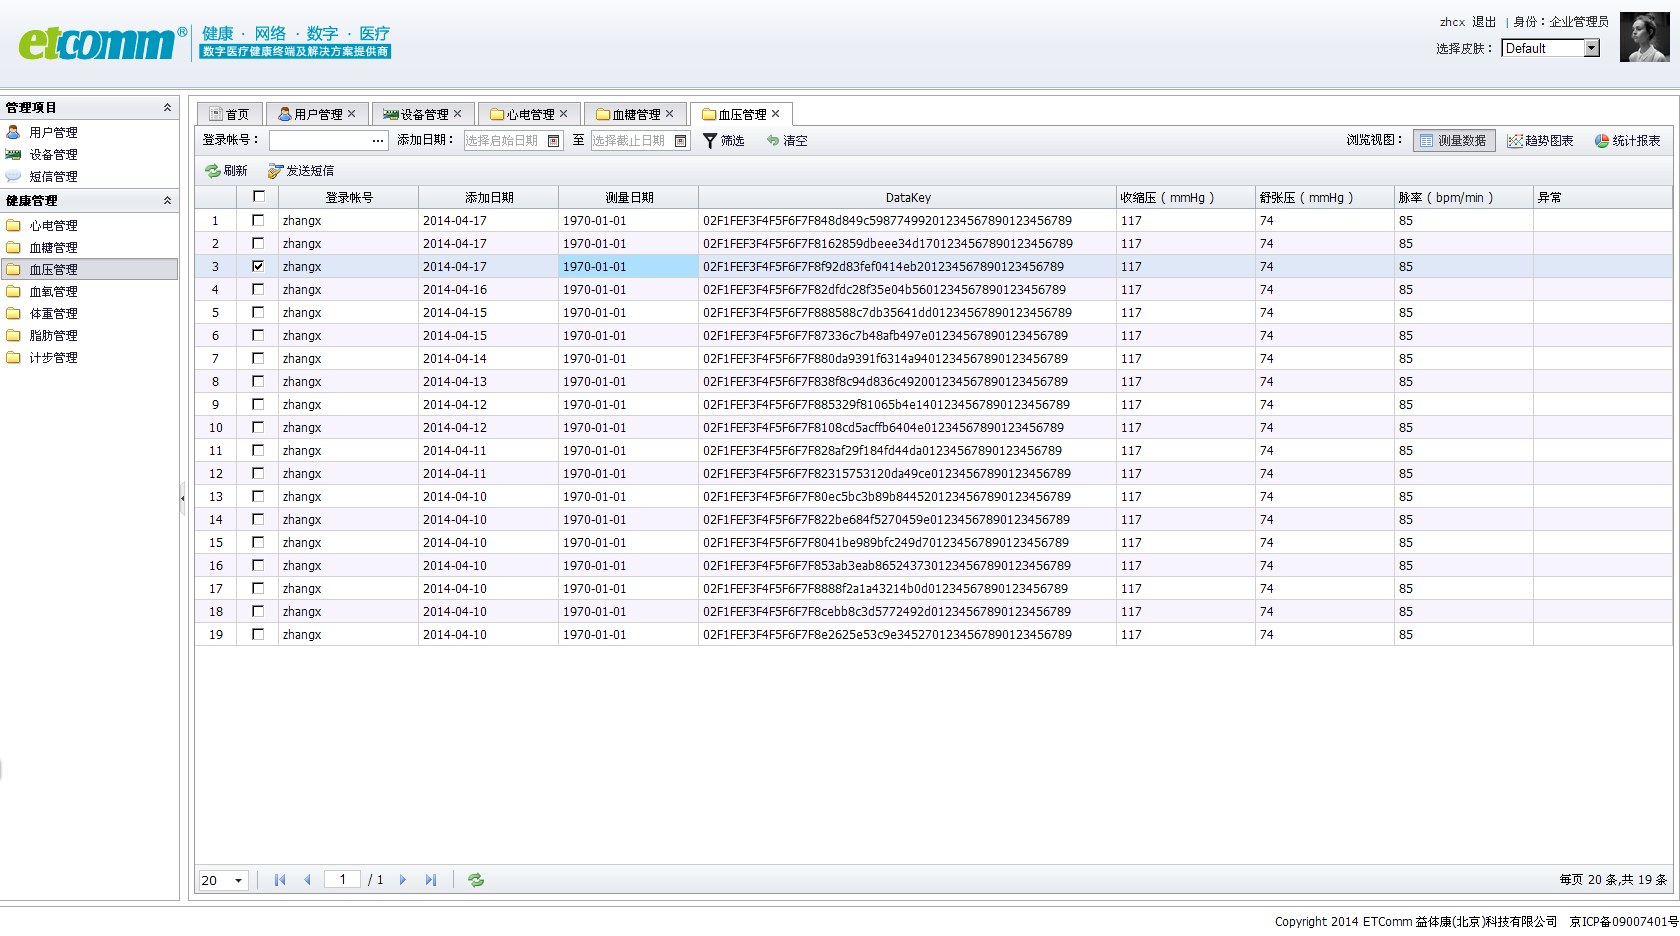 etcomm®
健康 · 网络 · 数字 · 医疗
数字医疗健康终端及解决方案提供商
zhcx 退出 | 身份：企业管理员
选择皮肤： Default
管理项目
用户管理
设备管理
短信管理
健康管理
心电管理
血糖管理
血压管理
血氧管理
体重管理
脂肪管理
计步管理
首页 用户管理 设备管理 心电管理 血糖管理 血压管理
登录帐号： ... 添加日期： 选择启始日期 至 选择截止日期 筛选 清空 浏览视图： 测量数据 趋势图表 统计报表
刷新 发送短信
登录帐号 添加日期 测量日期 DataKey 收缩压（mmHg） 舒张压（mmHg） 脉率（bpm/min） 异常
1 zhangx 2014-04-17 1970-01-01 02F1FEF3F4F5F6F7F848d849c59877499201234567890123456789 117 74 85
2 zhangx 2014-04-17 1970-01-01 02F1FEF3F4F5F6F7F8162859dbeee34d1701234567890123456789 117 74 85
3 zhangx 2014-04-17 1970-01-01 02F1FEF3F4F5F6F7F8f92d83fef0414eb201234567890123456789 117 74 85
4 zhangx 2014-04-16 1970-01-01 02F1FEF3F4F5F6F7F82dfdc28f35e04b5601234567890123456789 117 74 85
5 zhangx 2014-04-15 1970-01-01 02F1FEF3F4F5F6F7F888588c7db35641dd01234567890123456789 117 74 85
6 zhangx 2014-04-15 1970-01-01 02F1FEF3F4F5F6F7F87336c7b48afb497e01234567890123456789 117 74 85
7 zhangx 2014-04-14 1970-01-01 02F1FEF3F4F5F6F7F880da9391f6314a9401234567890123456789 117 74 85
8 zhangx 2014-04-13 1970-01-01 02F1FEF3F4F5F6F7F838f8c94d836c492001234567890123456789 117 74 85
9 zhangx 2014-04-12 1970-01-01 02F1FEF3F4F5F6F7F885329f81065b4e1401234567890123456789 117 74 85
10 zhangx 2014-04-12 1970-01-01 02F1FEF3F4F5F6F7F8108cd5acffb6404e01234567890123456789 117 74 85
11 zhangx 2014-04-11 1970-01-01 02F1FEF3F4F5F6F7F828af29f184fd44da01234567890123456789 117 74 85
12 zhangx 2014-04-11 1970-01-01 02F1FEF3F4F5F6F7F82315753120da49ce01234567890123456789 117 74 85
13 zhangx 2014-04-10 1970-01-01 02F1FEF3F4F5F6F7F80ec5bc3b89b8445201234567890123456789 117 74 85
14 zhangx 2014-04-10 1970-01-01 02F1FEF3F4F5F6F7F822be684f5270459e01234567890123456789 117 74 85
15 zhangx 2014-04-10 1970-01-01 02F1FEF3F4F5F6F7F8041be989bfc249d701234567890123456789 117 74 85
16 zhangx 2014-04-10 1970-01-01 02F1FEF3F4F5F6F7F853ab3eab8652437301234567890123456789 117 74 85
17 zhangx 2014-04-10 1970-01-01 02F1FEF3F4F5F6F7F8888f2a1a43214b0d01234567890123456789 117 74 85
18 zhangx 2014-04-10 1970-01-01 02F1FEF3F4F5F6F7F8cebb8c3d5772492d01234567890123456789 117 74 85
19 zhangx 2014-04-10 1970-01-01 02F1FEF3F4F5F6F7F8e2625e53c9e3452701234567890123456789 117 74 85
20 1 / 1 每页 20 条,共 19 条
Copyright 2014 ETComm 益体康(北京)科技有限公司 京ICP备09007401号